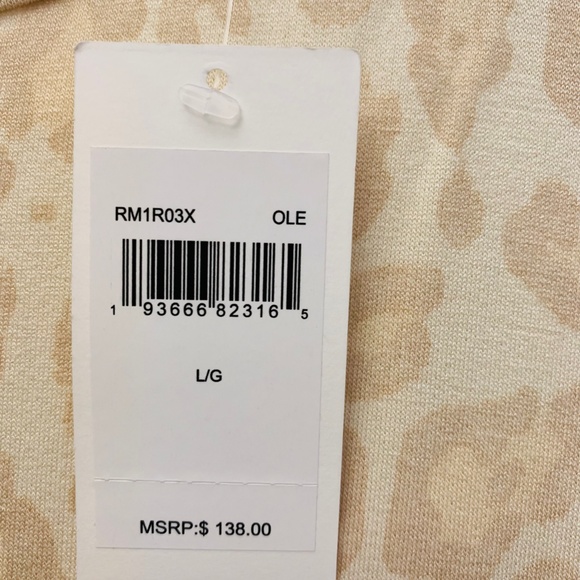 RM1R03X OLE
1 93666 82316 5
L/G
MSRP:$ 138.00